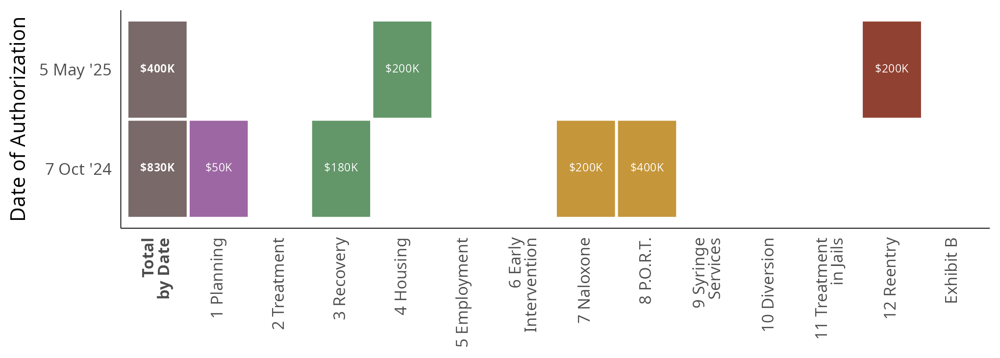 Date of Authorization
5 May '25
$400K
$200K
$200K
7 Oct '24
$830K
$50K
$180K
$200K
$400K
Total
by Date
1 Planning
2 Treatment
3 Recovery
4 Housing
5 Employment
6 Early
Intervention
7 Naloxone
8 P.O.R.T.
9 Syringe
Services
10 Diversion
11 Treatment
in Jails
12 Reentry
Exhibit B